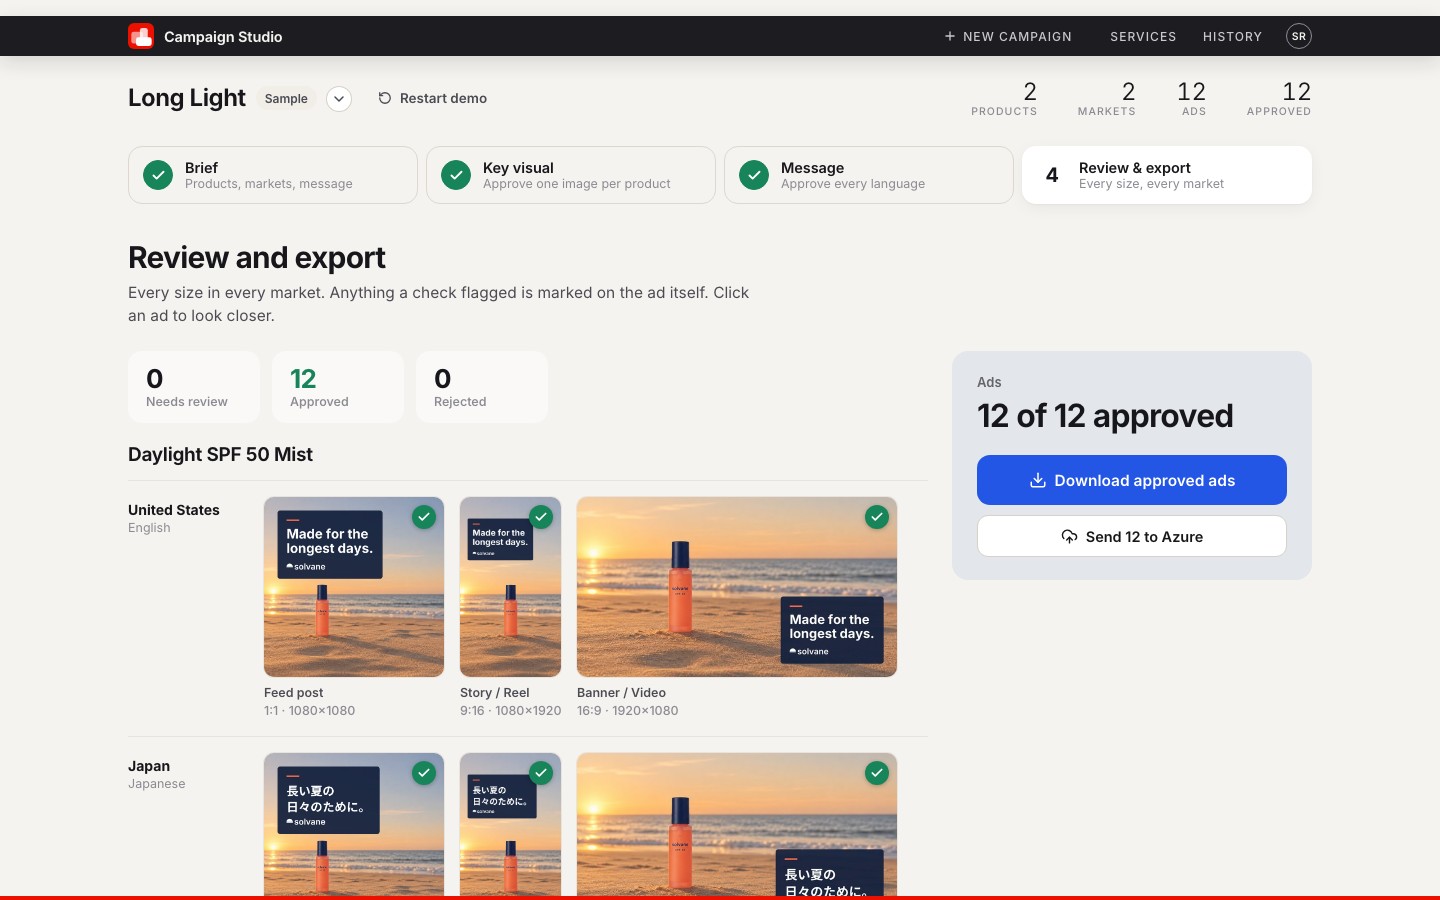 Campaign Studio
NEW CAMPAIGN
SERVICES
HISTORY
SR
Long Light
Sample
Restart demo
2
PRODUCTS
2
MARKETS
12
ADS
12
APPROVED
Brief
Products, markets, message
Key visual
Approve one image per product
Message
Approve every language
4
Review & export
Every size, every market
Review and export
Every size in every market. Anything a check flagged is marked on the ad itself. Click
an ad to look closer.
0
Needs review
12
Approved
0
Rejected
Ads
12 of 12 approved
Download approved ads
Send 12 to Azure
Daylight SPF 50 Mist
United States
English
Made for the
longest days.
solvane
Made for the
longest days.
solvane
solvane
Made for the
longest days.
solvane
Feed post
1:1 · 1080×1080
Story / Reel
9:16 · 1080×1920
Banner / Video
16:9 · 1920×1080
Japan
Japanese
長い夏の
日々のために。
solvane
長い夏の
日々のために。
solvane
solvane
長い夏の
日々のために。